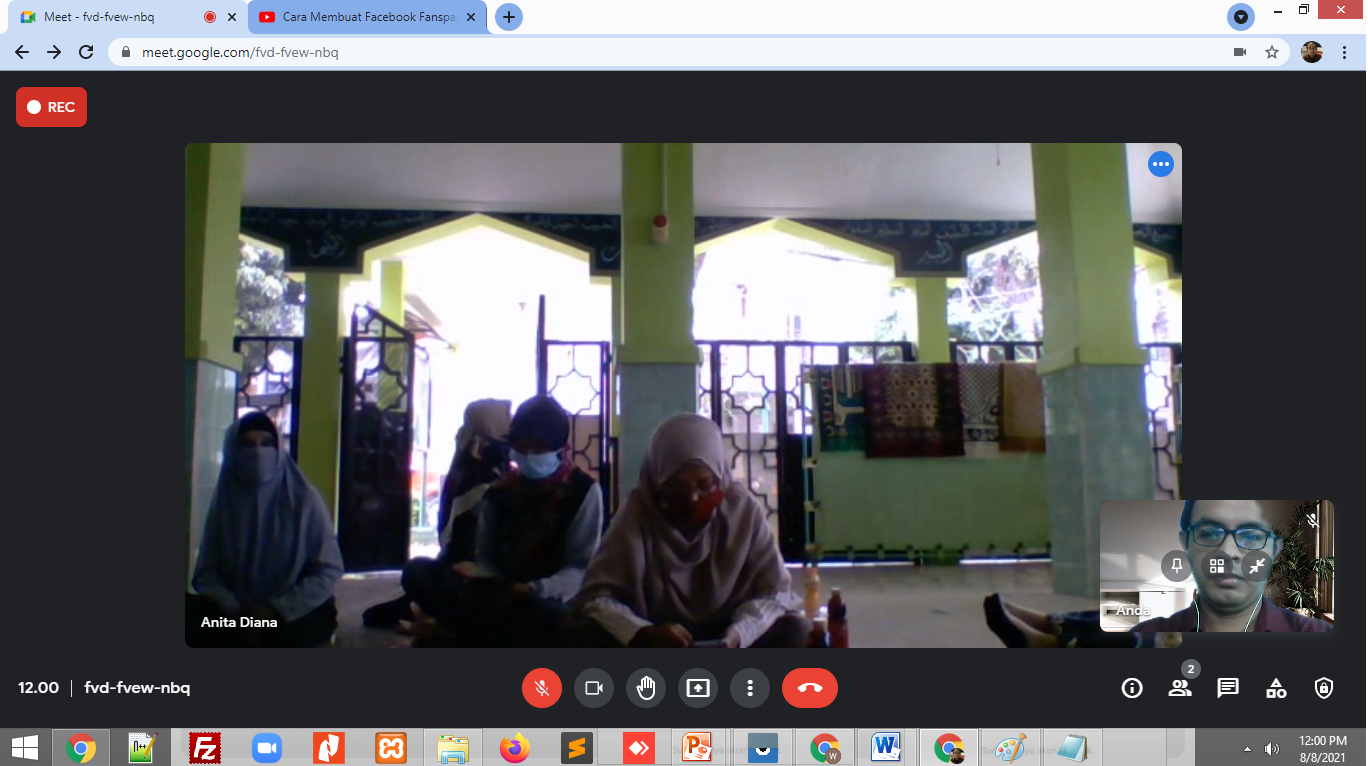 Meet - fvd-fvew-nbq
Cara Membuat Facebook Fanspa
meet.google.com/fvd-fvew-nbq
REC
Anita Diana
Anda
12.00 | fvd-fvew-nbq
2
12:00 PM
8/8/2021